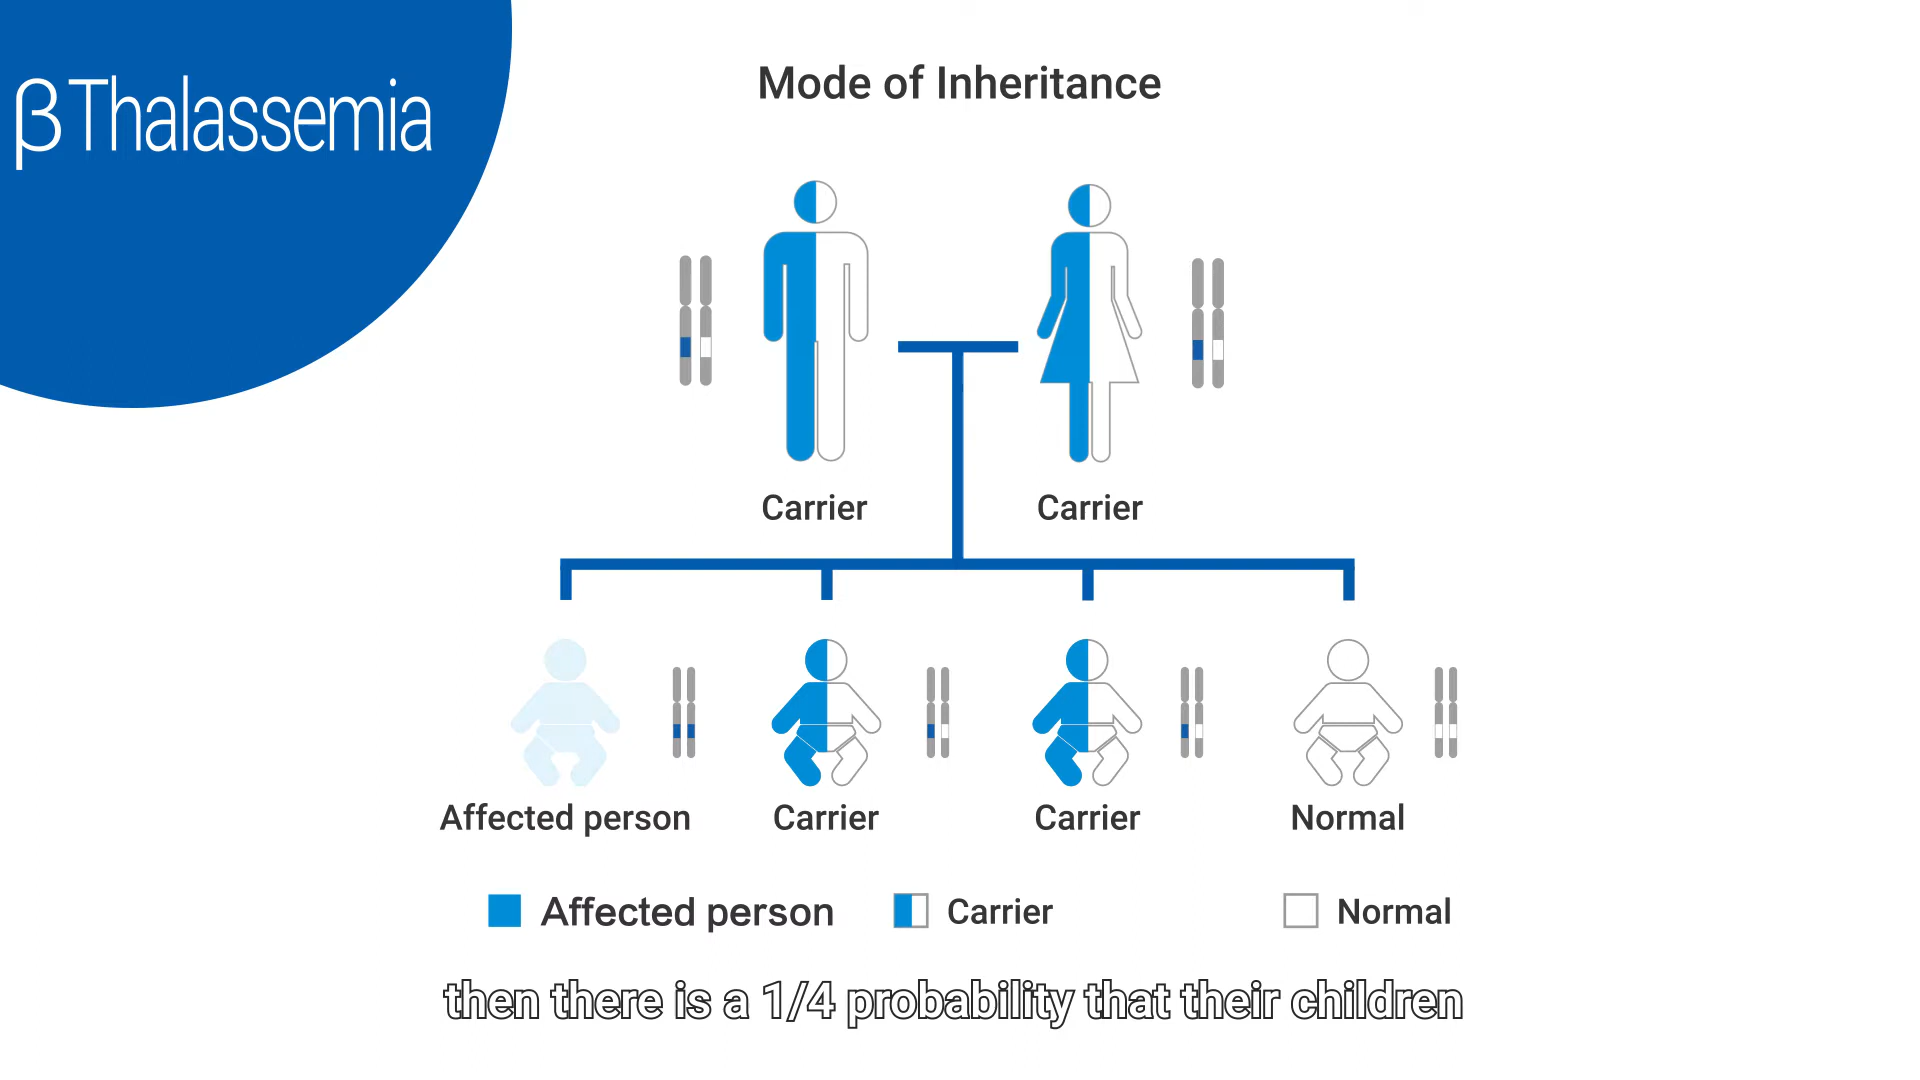 β Thalassemia
Mode of Inheritance
Carrier
Carrier
Affected person
Carrier
Carrier
Normal
Affected person
Carrier
Normal
then there is a 1/4 probability that their children